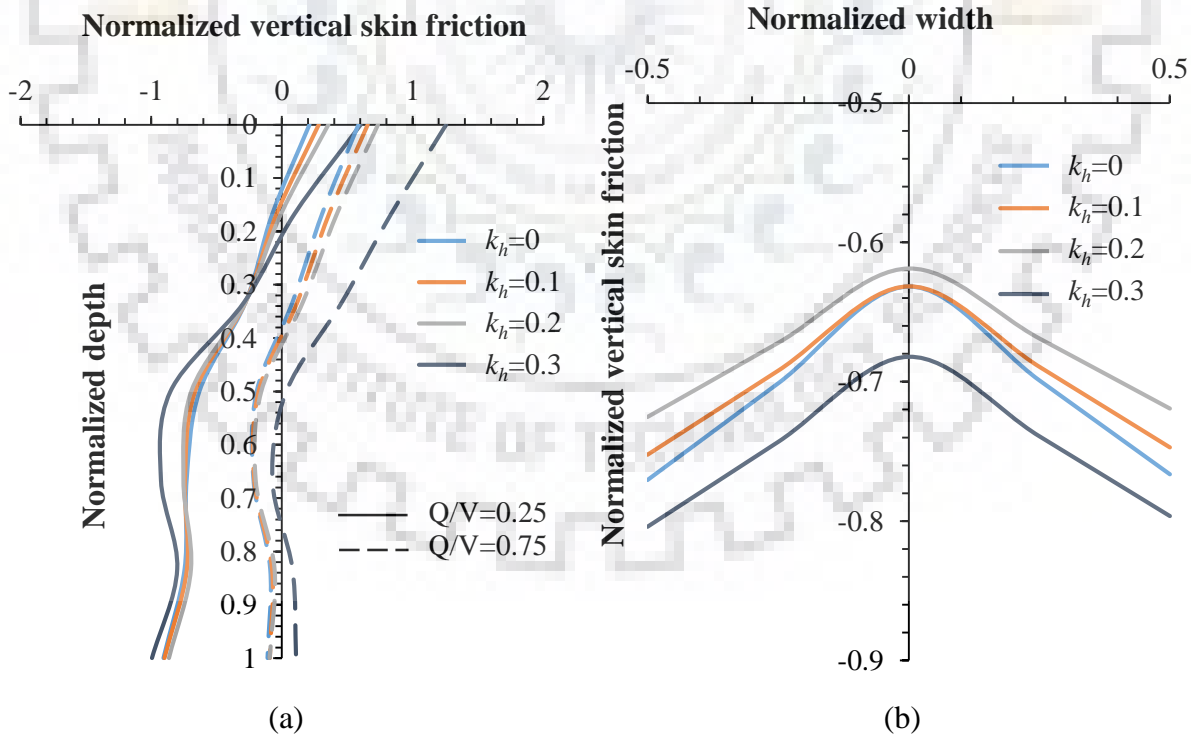 Normalized vertical skin friction
-2 -1 0 1 2
0
0.1
0.2
0.3
0.4
0.5
0.6
0.7
0.8
0.9
1
Normalized depth
k_h=0
k_h=0.1
k_h=0.2
k_h=0.3
Q/V=0.25
Q/V=0.75
(a)
Normalized width
-0.5 0 0.5
-0.5
-0.6
-0.7
-0.8
-0.9
Normalized vertical skin friction
k_h=0
k_h=0.1
k_h=0.2
k_h=0.3
(b)